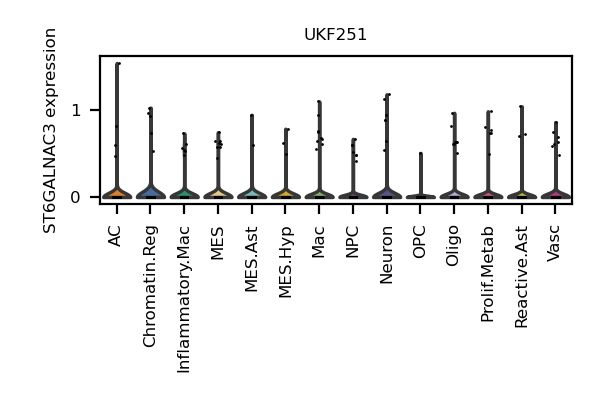 UKF251
ST6GALNAC3 expression
1
0
AC
Chromatin.Reg
Inflammatory.Mac
MES
MES.Ast
MES.Hyp
Mac
NPC
Neuron
OPC
Oligo
Prolif.Metab
Reactive.Ast
Vasc